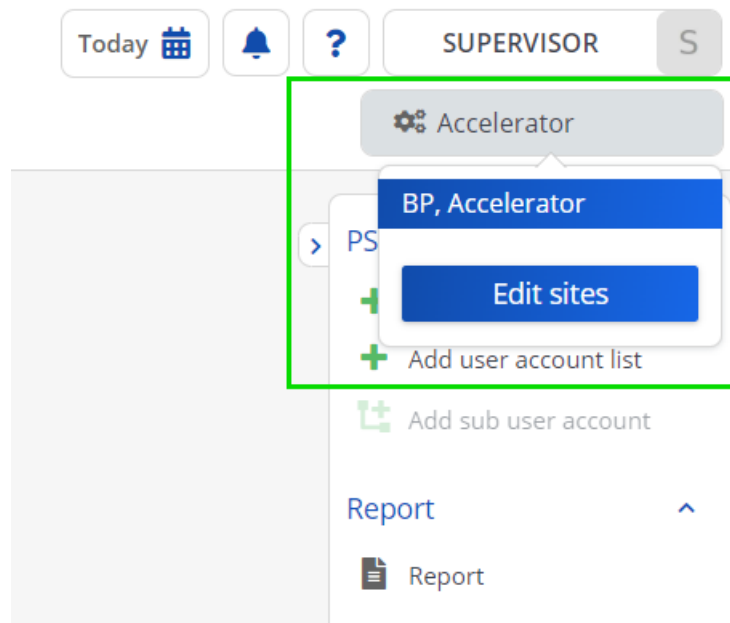 Today
?
SUPERVISOR
S
Accelerator
BP, Accelerator
PS
Edit sites
Add user account list
Add sub user account
Report
Report